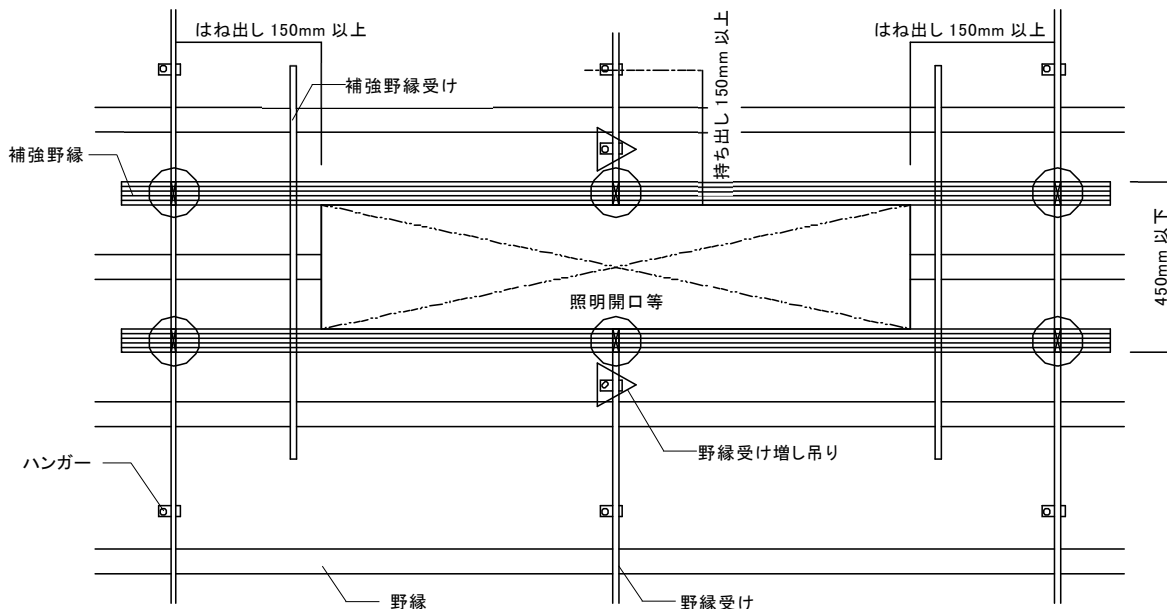 はね出し 150mm 以上
はね出し 150mm 以上
補強野縁受け
持ち出し 150mm 以上
補強野縁
450mm 以下
照明開口等
ハンガー
野縁受け増し吊り
野縁
野縁受け